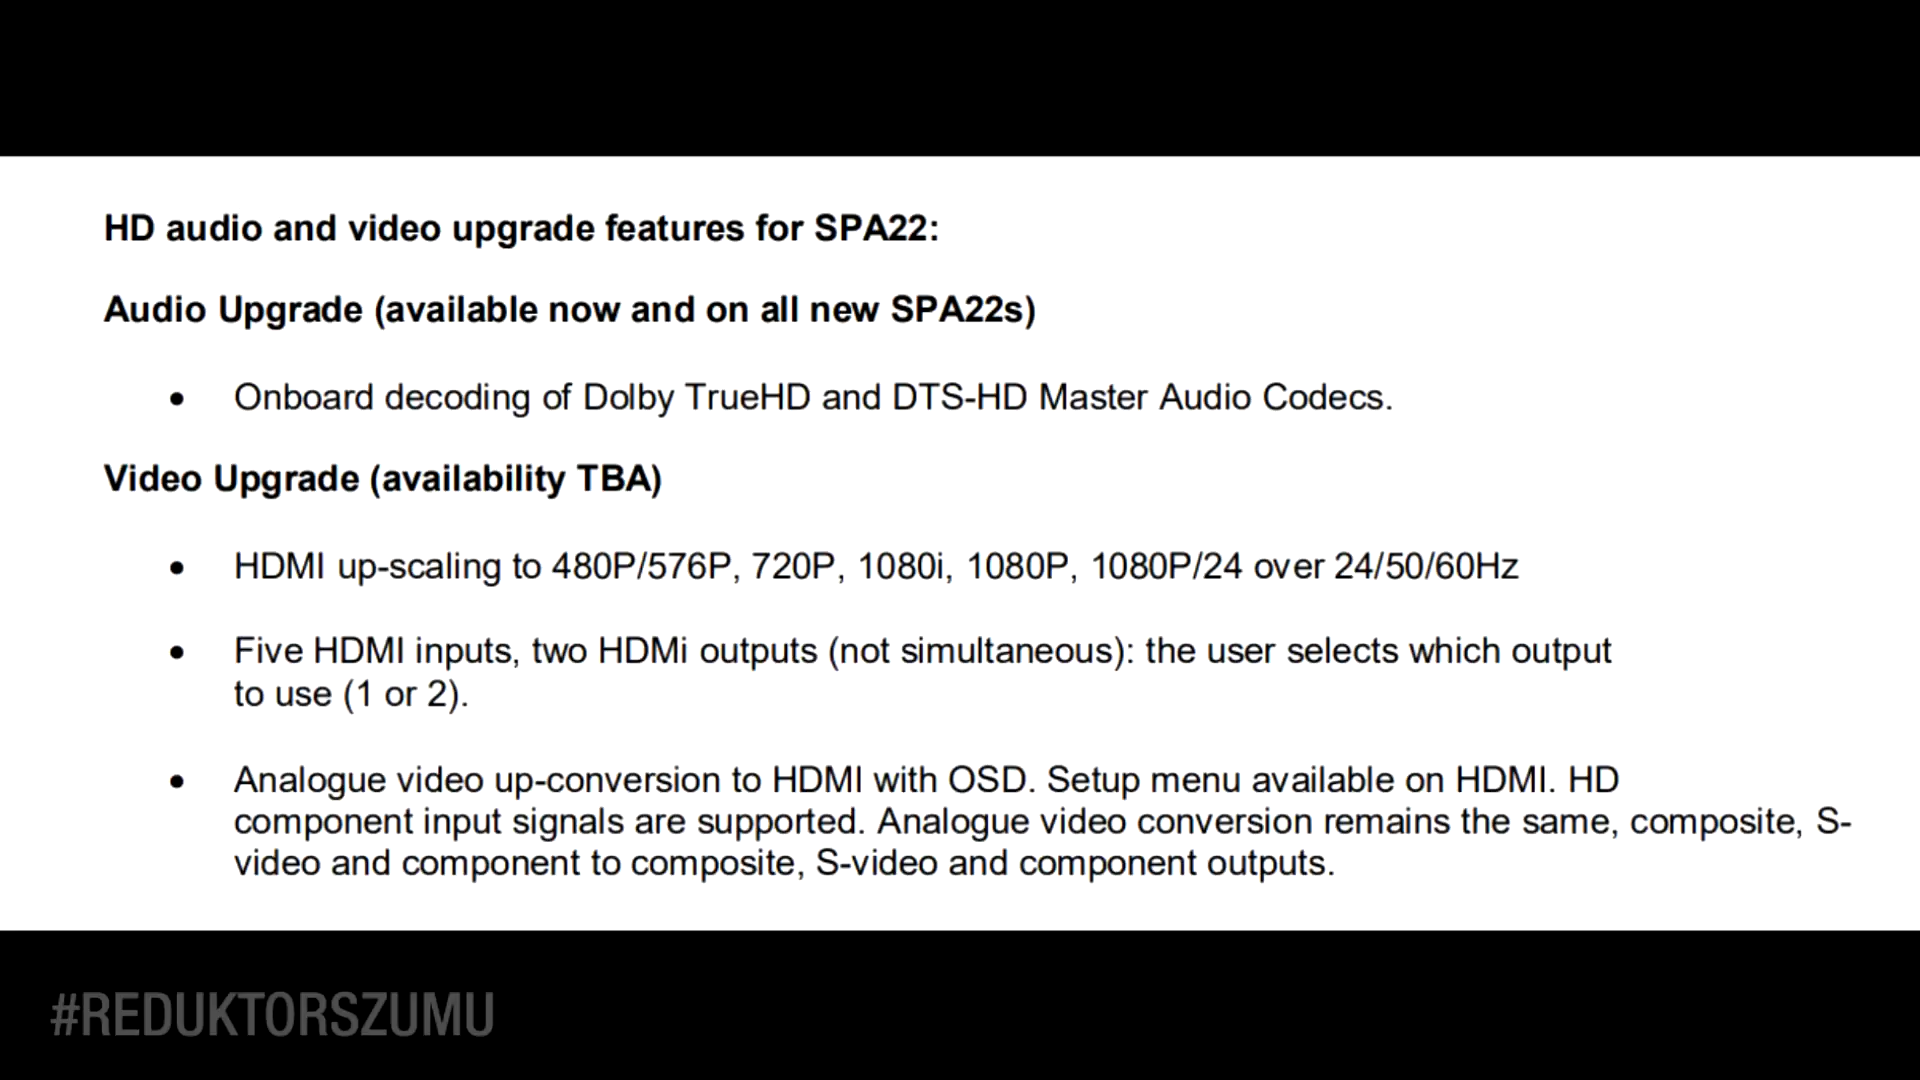 HD audio and video upgrade features for SPA22:
Audio Upgrade (available now and on all new SPA22s)
• Onboard decoding of Dolby TrueHD and DTS-HD Master Audio Codecs.
Video Upgrade (availability TBA)
• HDMI up-scaling to 480P/576P, 720P, 1080i, 1080P, 1080P/24 over 24/50/60Hz
• Five HDMI inputs, two HDMi outputs (not simultaneous): the user selects which output
to use (1 or 2).
• Analogue video up-conversion to HDMI with OSD. Setup menu available on HDMI. HD
component input signals are supported. Analogue video conversion remains the same, composite, S-
video and component to composite, S-video and component outputs.
#REDUKTORSZUMU